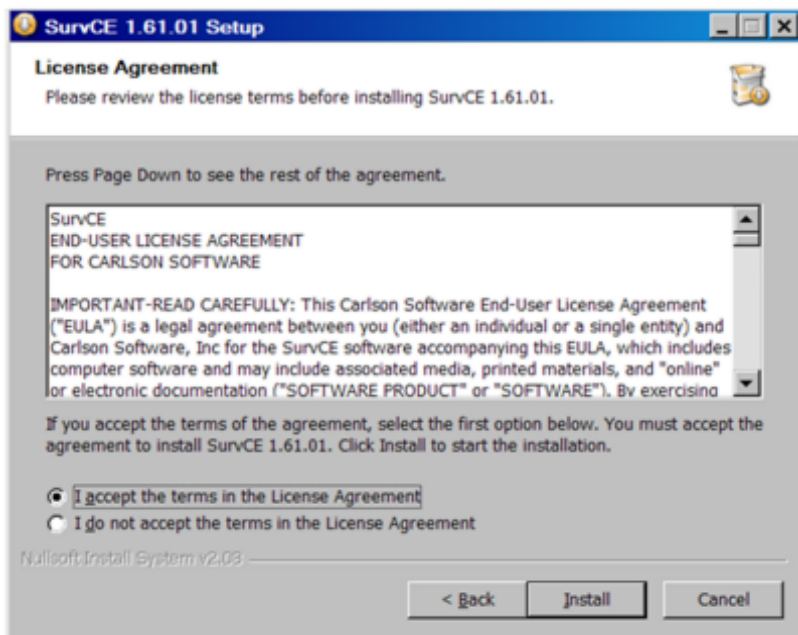 SurvCE 1.61.01 Setup
License Agreement
Please review the license terms before installing SurvCE 1.61.01.
Press Page Down to see the rest of the agreement.
SurvCE
END-USER LICENSE AGREEMENT
FOR CARLSON SOFTWARE
IMPORTANT-READ CAREFULLY: This Carlson Software End-User License Agreement
("EULA") is a legal agreement between you (either an individual or a single entity) and
Carlson Software, Inc for the SurvCE software accompanying this EULA, which includes
computer software and may include associated media, printed materials, and "online"
or electronic documentation ("SOFTWARE PRODUCT" or "SOFTWARE"). By exercising
If you accept the terms of the agreement, select the first option below. You must accept the
agreement to install SurvCE 1.61.01. Click Install to start the installation.
I accept the terms in the License Agreement
I do not accept the terms in the License Agreement
Nullsoft Install System v2.09
< Back Install Cancel